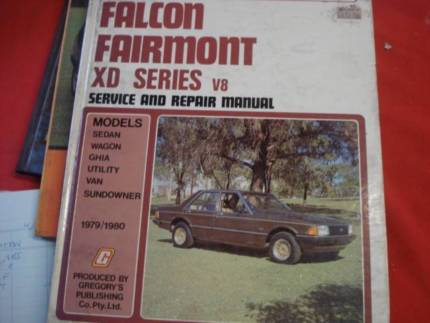 FALCON
FAIRMONT
XD SERIES V8
SERVICE AND REPAIR MANUAL
MODELS
SEDAN
WAGON
GHIA
UTILITY
VAN
SUNDOWNER
1979/1980
G
PRODUCED BY
GREGORY'S
PUBLISHING
Co.Pty.Ltd.